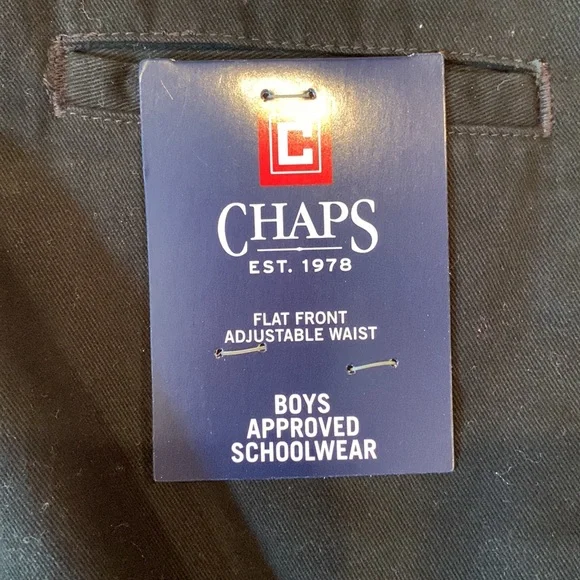 C
CHAPS
EST. 1978
FLAT FRONT
ADJUSTABLE WAIST
BOYS
APPROVED
SCHOOLWEAR